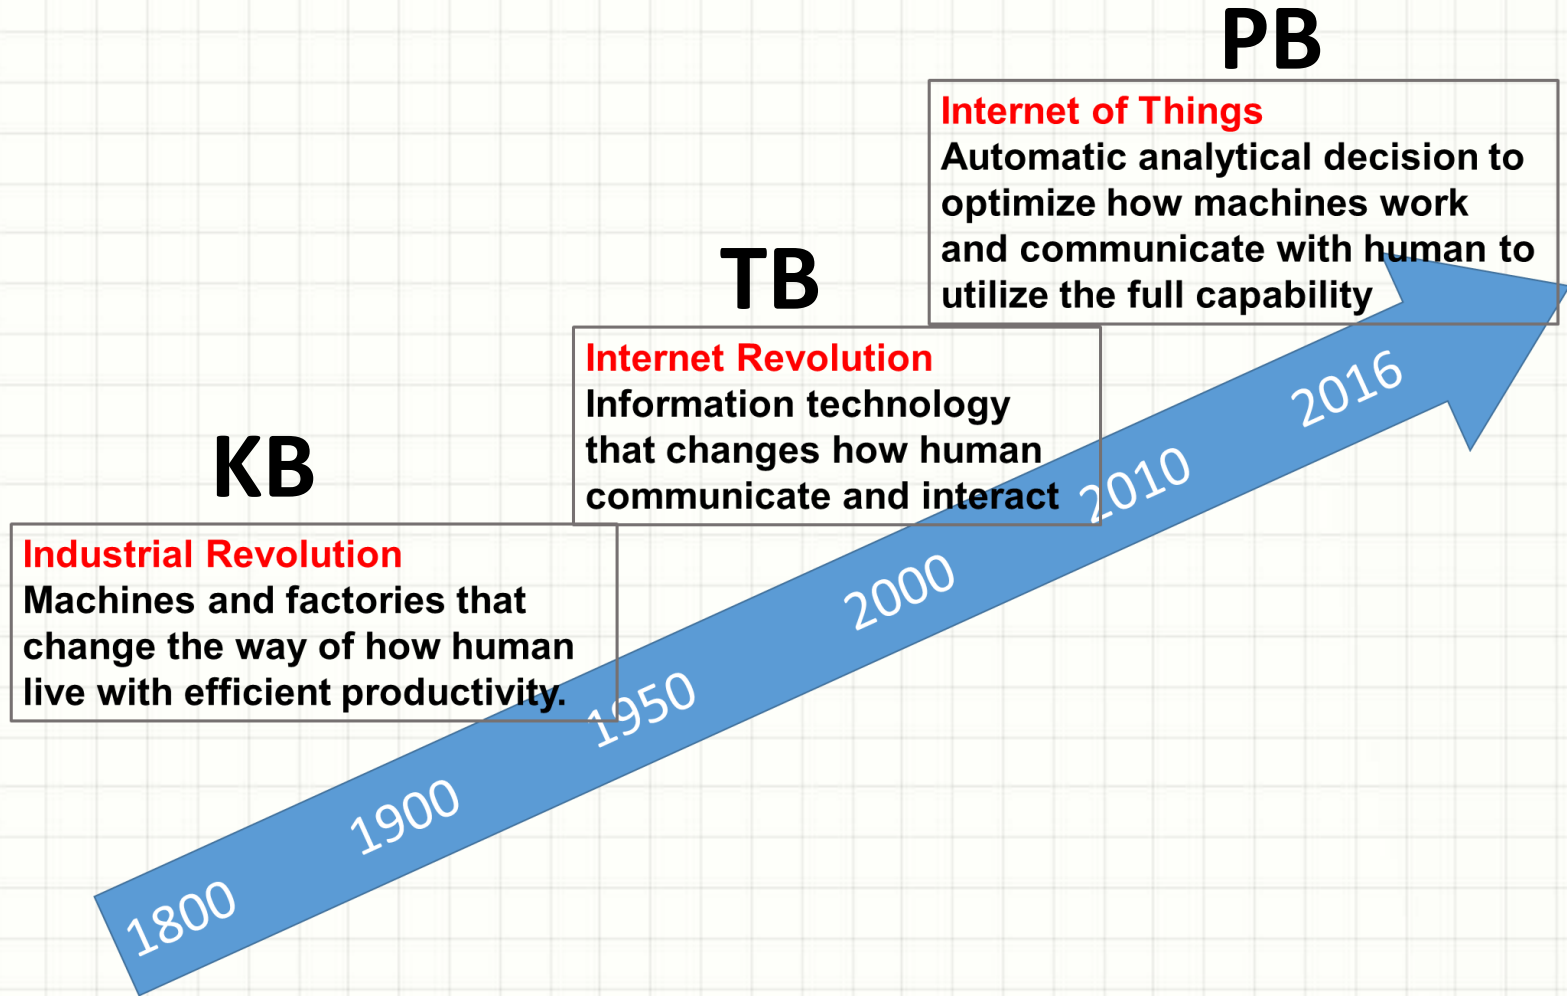 PB
Internet of Things
Automatic analytical decision to
optimize how machines work
and communicate with human to
utilize the full capability
TB
Internet Revolution
Information technology
that changes how human
communicate and interact
KB
Industrial Revolution
Machines and factories that
change the way of how human
live with efficient productivity.
1800
1900
1950
2000
2010
2016